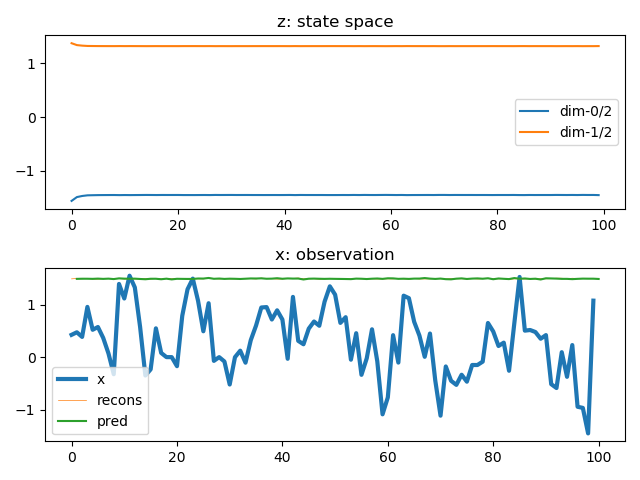 z: state space
1
0
−1
dim-0/2
dim-1/2
0
20
40
60
80
100
x: observation
1
0
−1
x
recons
pred
0
20
40
60
80
100